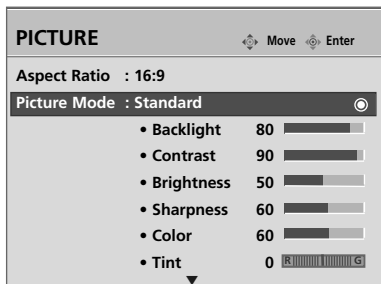 PICTURE Move Enter
Aspect Ratio : 16:9
Picture Mode : Standard
• Backlight 80
• Contrast 90
• Brightness 50
• Sharpness 60
• Color 60
• Tint 0 R G